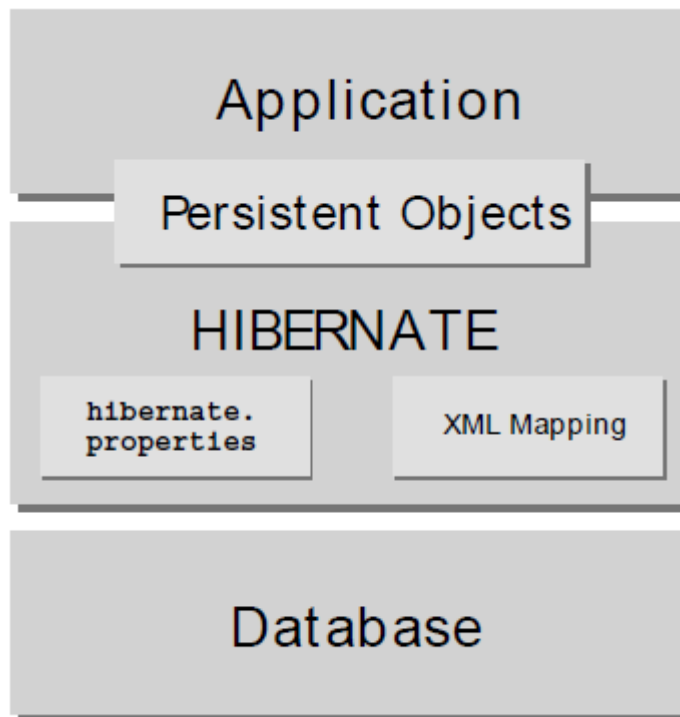 Application
Persistent Objects
HIBERNATE
hibernate.
properties
XML Mapping
Database